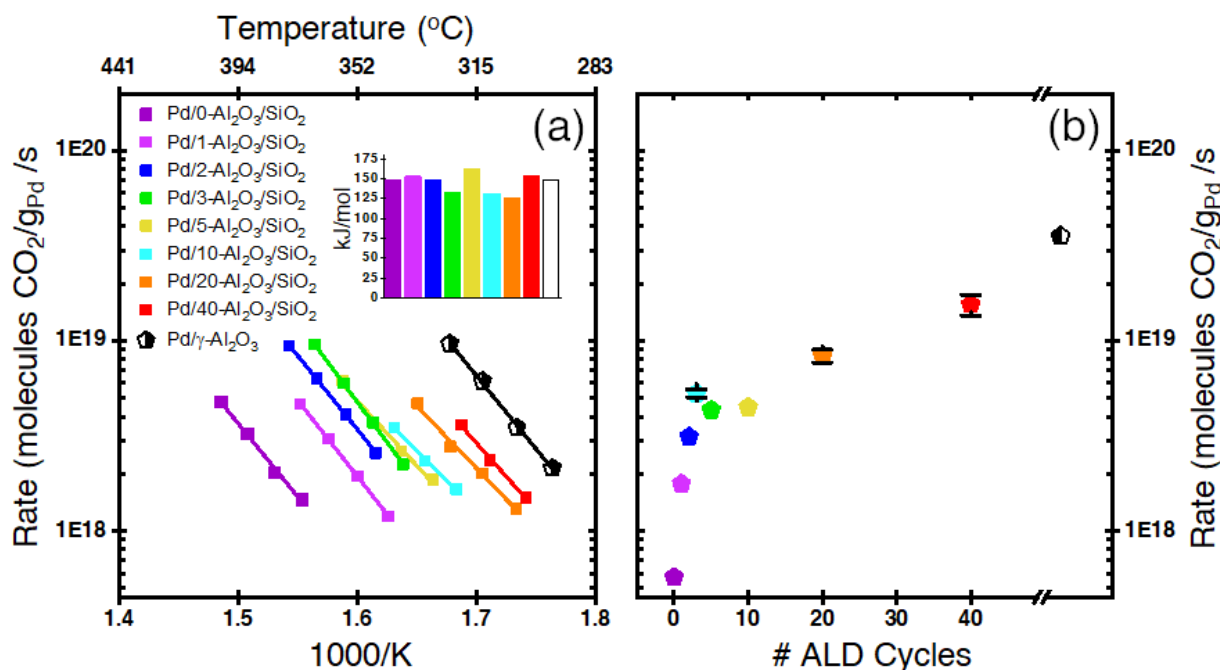 Temperature (°C)
441 394 352 315 283
Pd/0-Al₂O₃/SiO₂
Pd/1-Al₂O₃/SiO₂
Pd/2-Al₂O₃/SiO₂
Pd/3-Al₂O₃/SiO₂
Pd/5-Al₂O₃/SiO₂
Pd/10-Al₂O₃/SiO₂
Pd/20-Al₂O₃/SiO₂
Pd/40-Al₂O₃/SiO₂
Pd/γ-Al₂O₃
(a)
kJ/mol
175
150
125
100
75
50
25
0
Rate (molecules CO₂/gPd /s
1E20
1E19
1E18
1.4 1.5 1.6 1.7 1.8
1000/K
(b)
1E20
1E19
1E18
Rate (molecules CO₂/gPd /s
0 10 20 30 40
# ALD Cycles